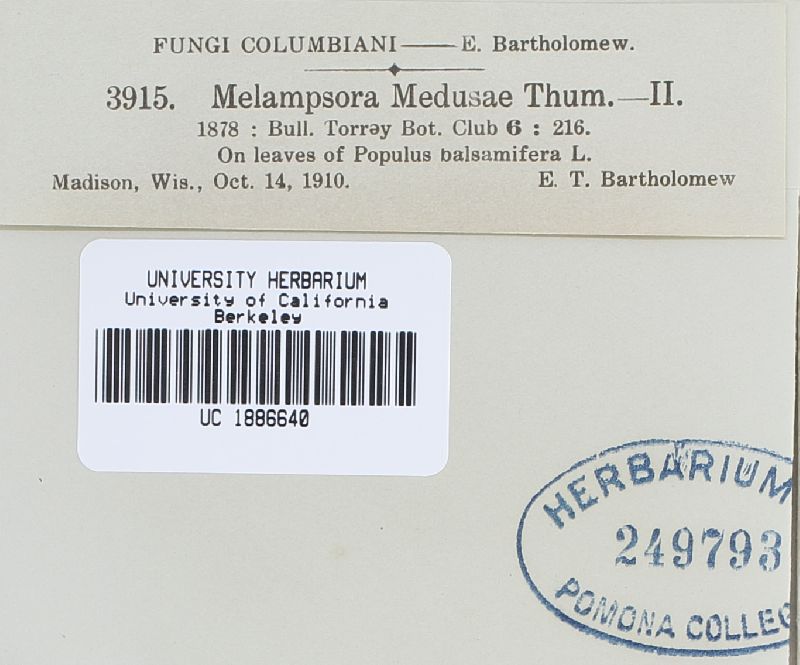 FUNGI COLUMBIANI — E. Bartholomew.
3915. Melampsora Medusae Thum.—II.
1878 : Bull. Torrey Bot. Club 6 : 216.
On leaves of Populus balsamifera L.
Madison, Wis., Oct. 14, 1910. E. T. Bartholomew
UNIVERSITY HERBARIUM
University of California
Berkeley
UC 1886640
HERBARIUM
249793
POMONA COLLEG